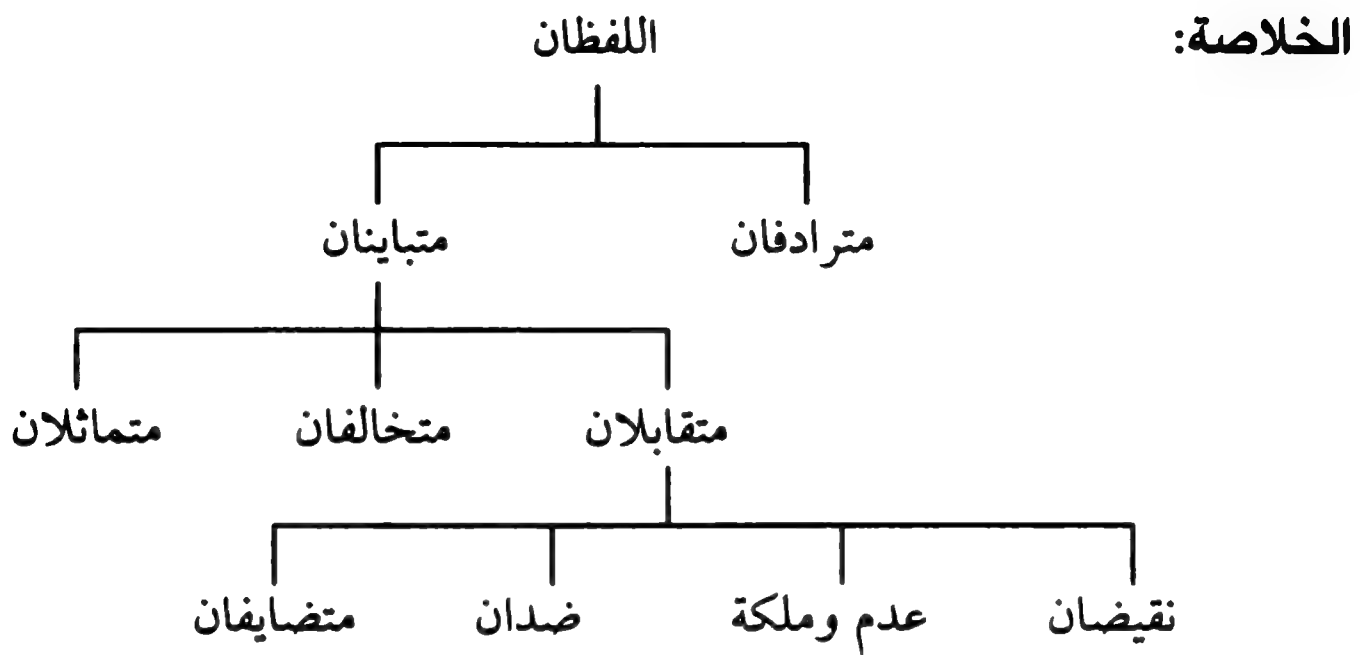 الخلاصة:
اللفظان
مترادفان متباينان
متقابلان متخالفان متماثلان
نقيضان عدم وملكة ضدان متضايفان